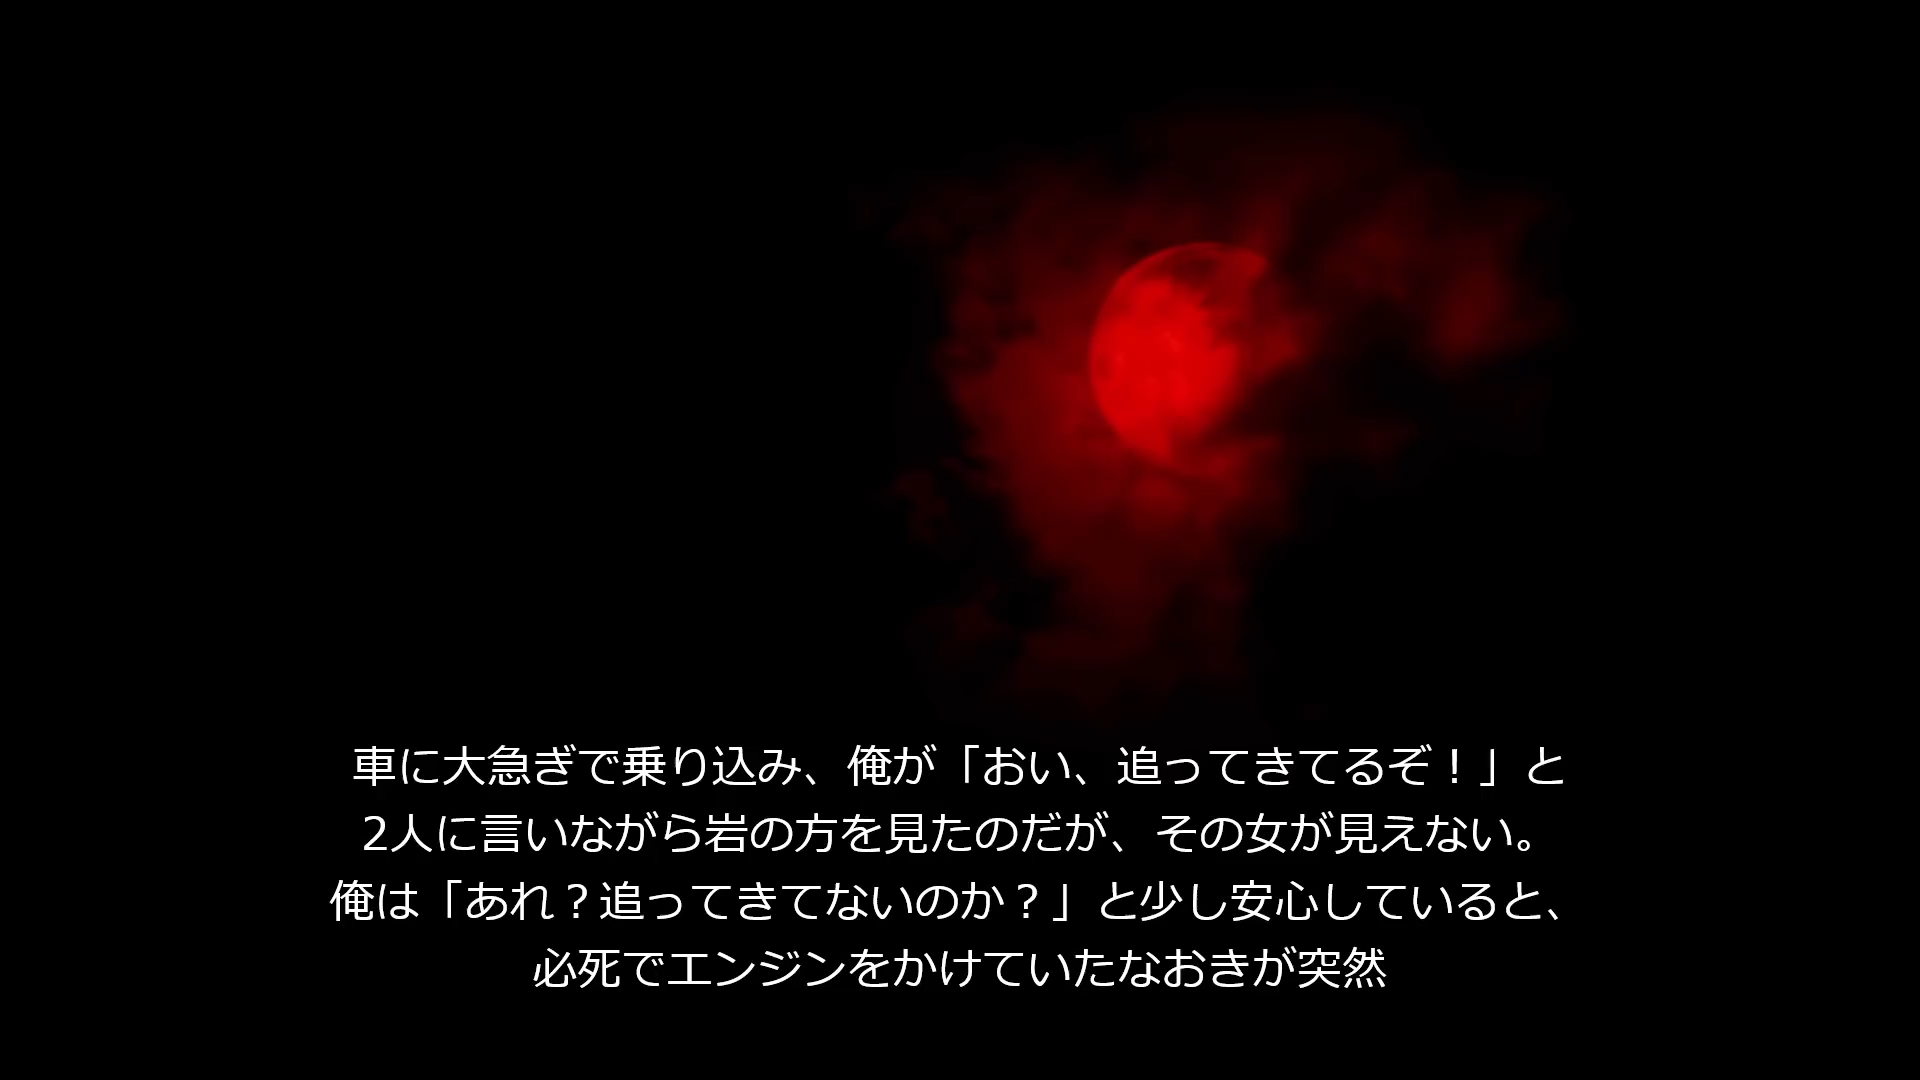 車に大急ぎで乗り込み、俺が「おい、追ってきてるぞ！」と
2人に言いながら岩の方を見たのだが、その女が見えない。
俺は「あれ？追ってきてないのか？」と少し安心していると、
必死でエンジンをかけていたなおきが突然